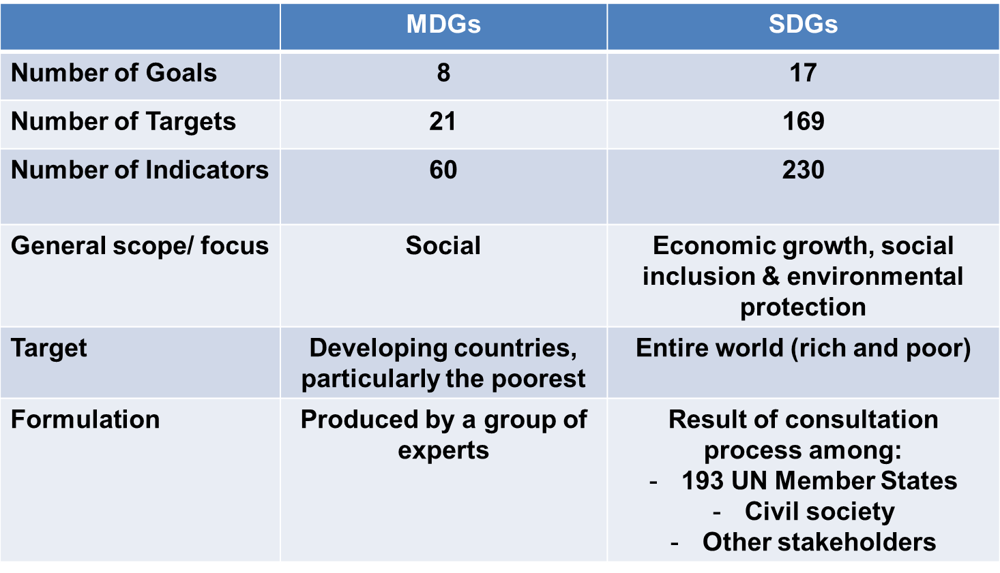 MDGs SDGs
Number of Goals 8 17
Number of Targets 21 169
Number of Indicators 60 230
General scope/ focus Social Economic growth, social
inclusion & environmental
protection
Target Developing countries, Entire world (rich and poor)
particularly the poorest
Formulation Produced by a group of Result of consultation
experts process among:
- 193 UN Member States
- Civil society
- Other stakeholders